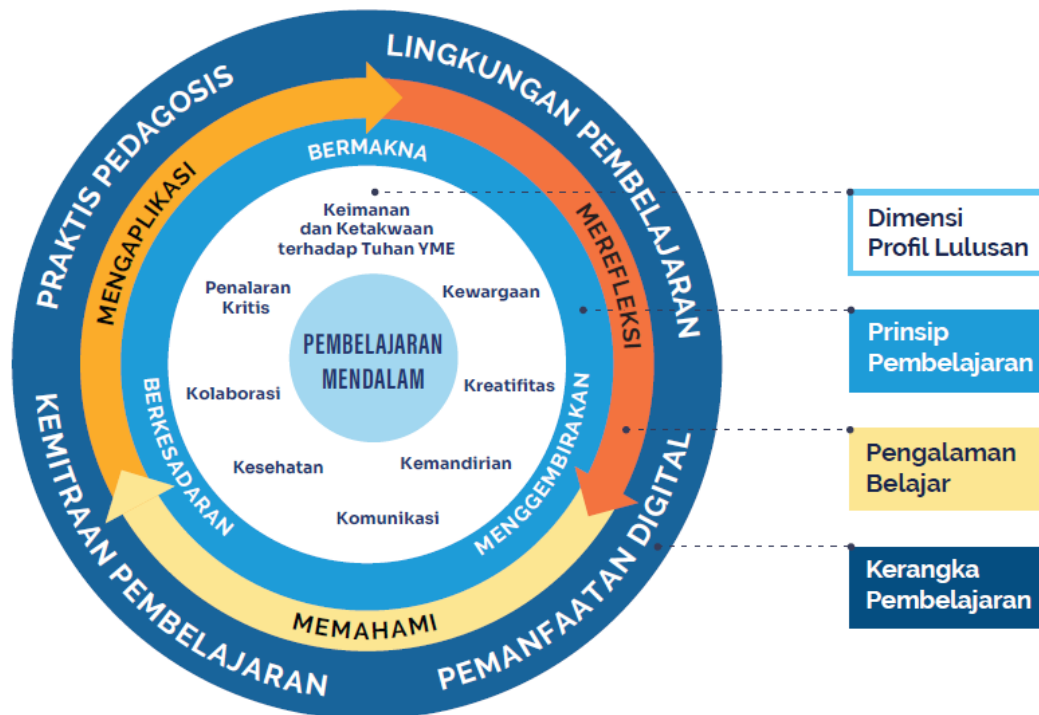 PRAKTIS PEDAGOSIS
LINGKUNGAN PEMBELAJARAN
KEMITRAAN PEMBELAJARAN
PEMANFAATAN DIGITAL
MENGAPLIKASI
MEREFLEKSI
MEMAHAMI
BERMAKNA
BERKESADARAN
MENGGEMBIRAKAN
Keimanan
dan Ketakwaan
terhadap Tuhan YME
Penalaran
Kritis
Kewargaan
Kolaborasi
Kreatifitas
Kesehatan
Kemandirian
Komunikasi
PEMBELAJARAN
MENDALAM
Dimensi
Profil Lulusan
Prinsip
Pembelajaran
Pengalaman
Belajar
Kerangka
Pembelajaran